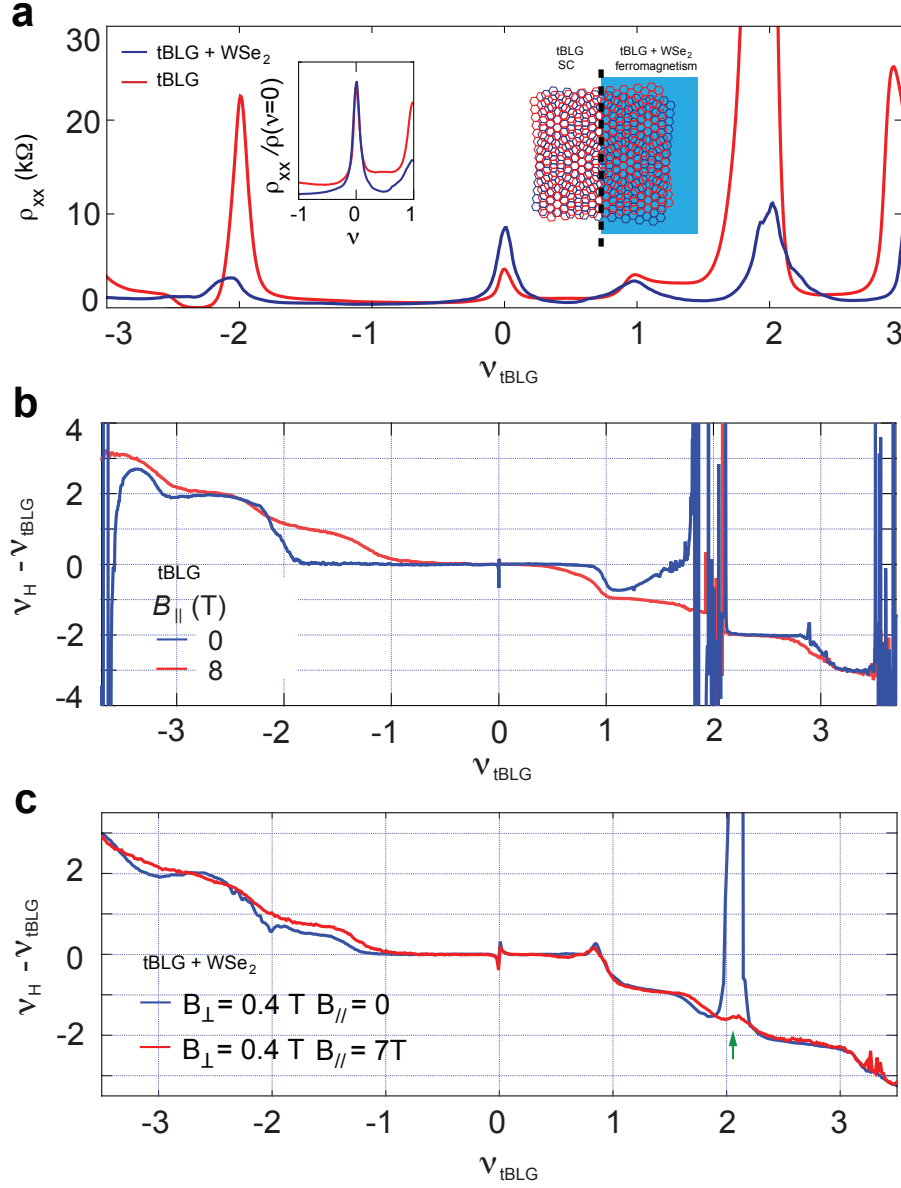 a
30
20
10
0
ρxx (kΩ)
tBLG + WSe2
tBLG
ρxx /ρ(ν=0)
-1
0
1
ν
tBLG
SC
tBLG + WSe2
ferromagnetism
-3
-2
-1
0
1
2
3
νtBLG
b
4
2
0
-2
-4
νH - νtBLG
tBLG
B|| (T)
0
8
-3
-2
-1
0
1
2
3
νtBLG
c
2
0
-2
νH - νtBLG
tBLG + WSe2
B⊥ = 0.4 T B// = 0
B⊥ = 0.4 T B// = 7T
-3
-2
-1
0
1
2
3
νtBLG